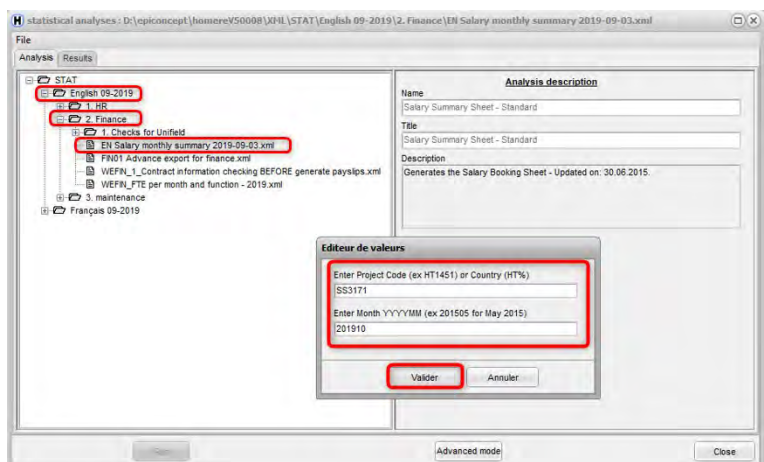 statistical analyses : D:\epiconcept\homereV50008\XML\STAT\English 09-2019\2. Finance\EN Salary monthly summary 2019-09-03.xml
File
Analysis Results
STAT
English 09-2019
1. HR
2. Finance
1. Checks for Unifield
EN Salary monthly summary 2019-09-03.xml
FIN01 Advance export for finance.xml
WEFIN_1_Contract information checking BEFORE generate payslips.xml
WEFIN_FTE per month and function - 2019.xml
3. maintenance
Français 09-2019
Analysis description
Name
Salary Summary Sheet - Standard
Title
Salary Summary Sheet - Standard
Description
Generates the Salary Booking Sheet - Updated on: 30.06.2015.
Editeur de valeurs
Enter Project Code (ex HT1451) or Country (HT%)
SS3171
Enter Month YYYYMM (ex 201505 for May 2015)
201910
Valider Annuler
Advanced mode Close